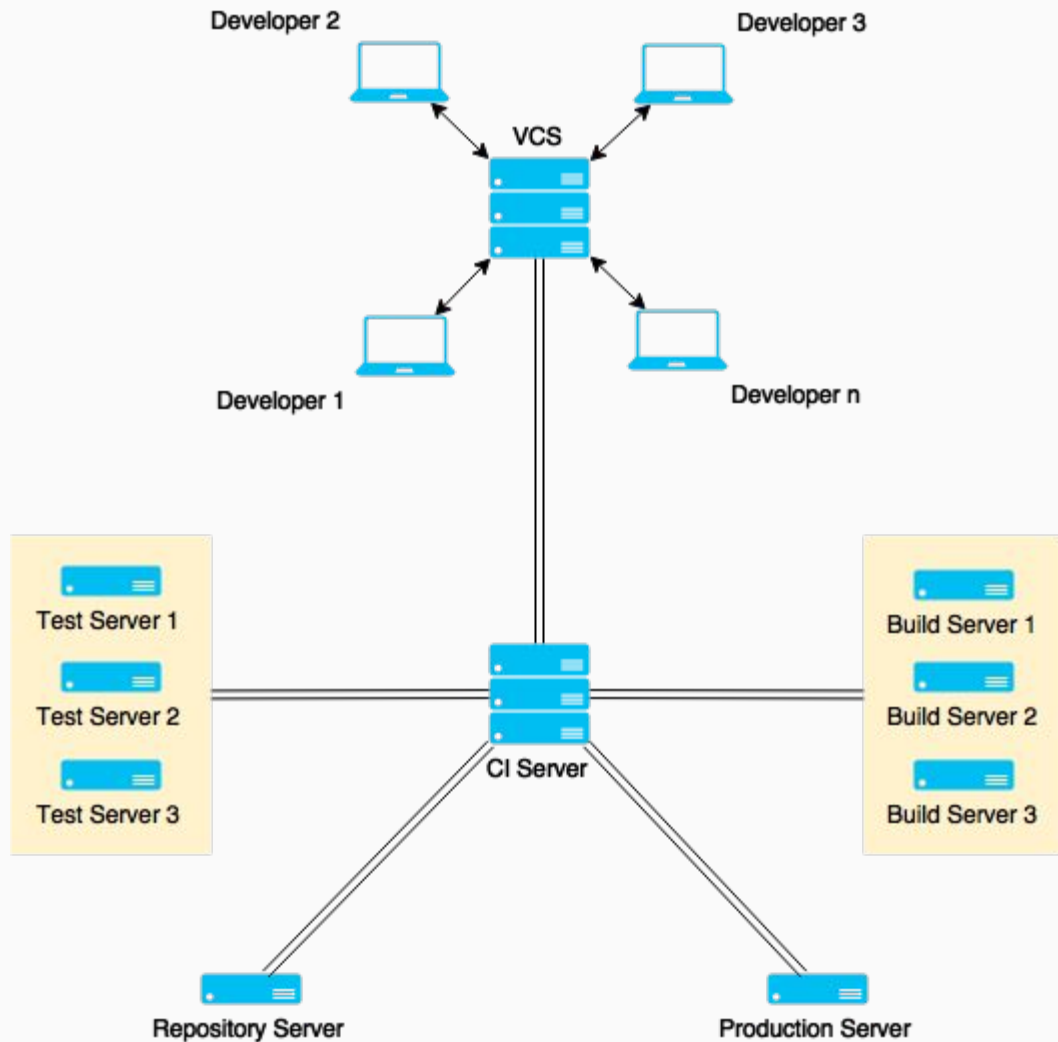 Developer 2
Developer 3
VCS
Developer 1
Developer n
Test Server 1
Build Server 1
Test Server 2
Build Server 2
CI Server
Test Server 3
Build Server 3
Repository Server
Production Server